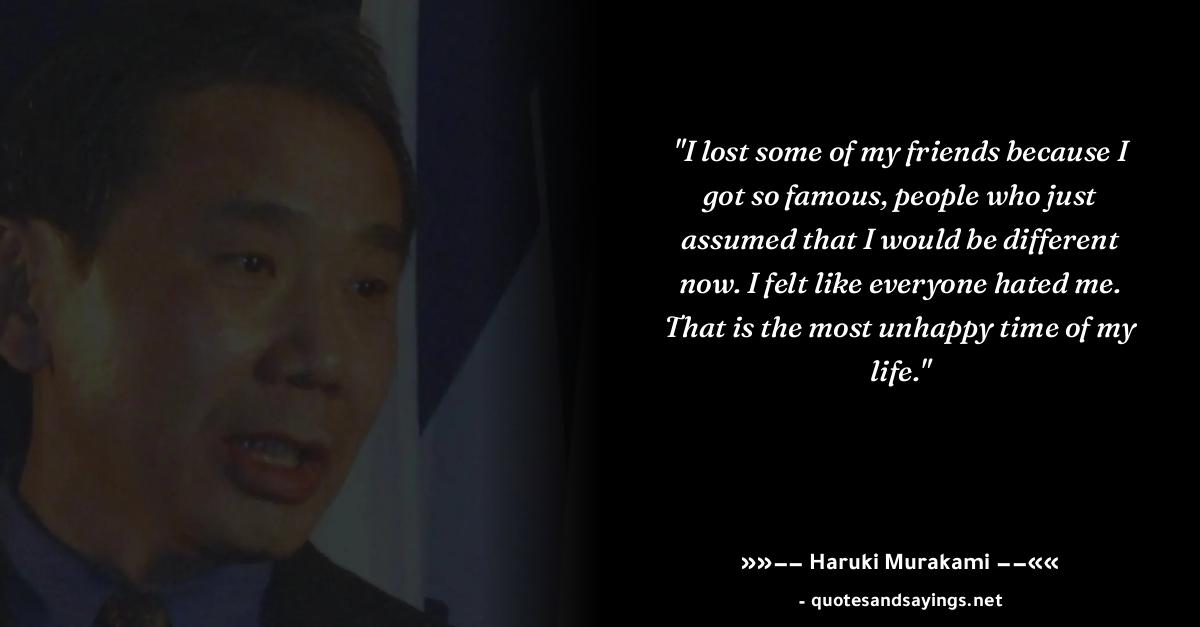 "I lost some of my friends because I
got so famous, people who just
assumed that I would be different
now. I felt like everyone hated me.
That is the most unhappy time of my
life."
»»–– Haruki Murakami ––««
- quotesandsayings.net